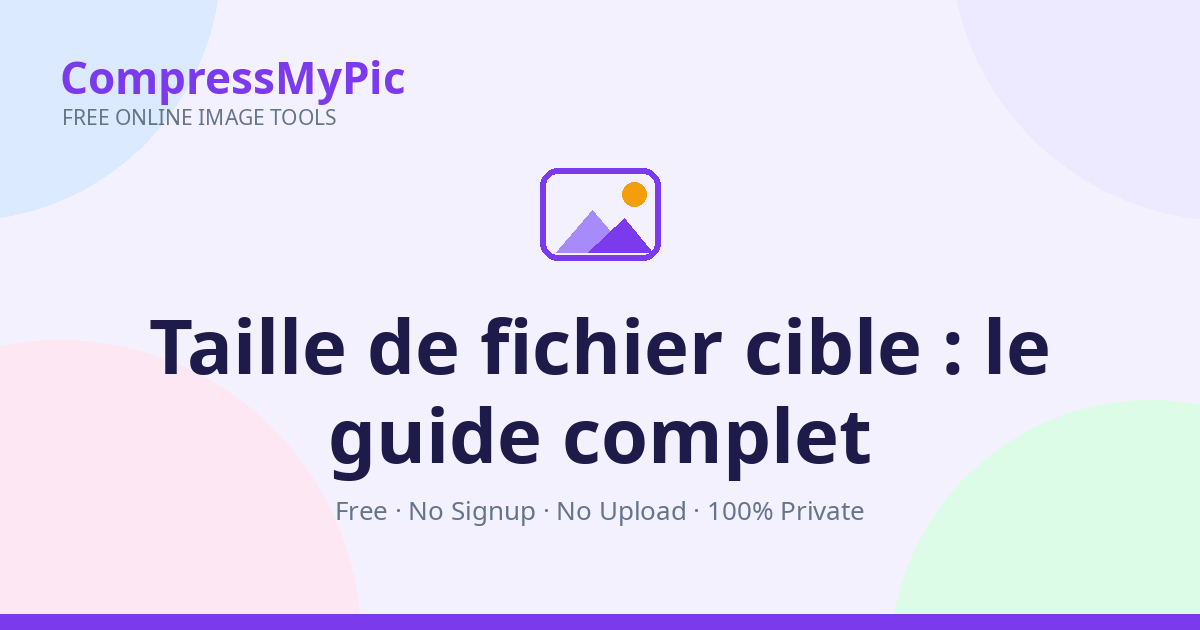 CompressMyPic
FREE ONLINE IMAGE TOOLS
Taille de fichier cible : le
guide complet
Free · No Signup · No Upload · 100% Private